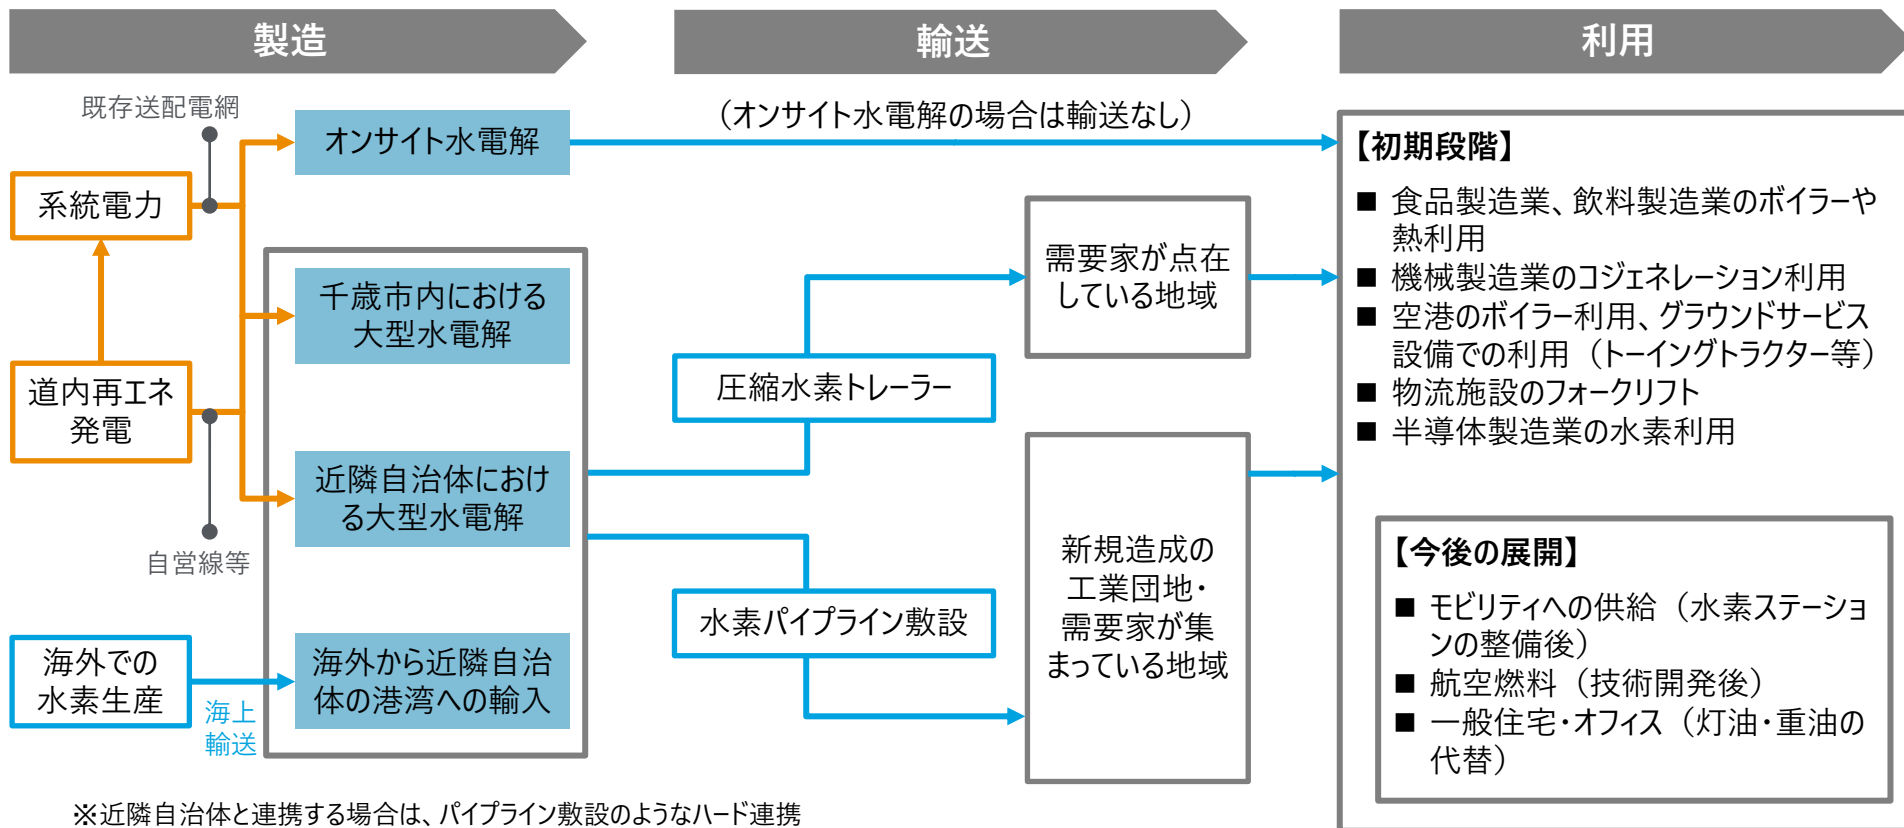 製造
輸送
利用
既存送配電網
オンサイト水電解
（オンサイト水電解の場合は輸送なし）
系統電力
千歳市内における
大型水電解
道内再エネ
発電
近隣自治体におけ
る大型水電解
自営線等
海外での
水素生産
海上
輸送
海外から近隣自治
体の港湾への輸入
圧縮水素トレーラー
水素パイプライン敷設
需要家が点在
している地域
新規造成の
工業団地・
需要家が集
まっている地域
【初期段階】
■ 食品製造業、飲料製造業のボイラーや
熱利用
■ 機械製造業のコジェネレーション利用
■ 空港のボイラー利用、グラウンドサービス
設備での利用（トーイングトラクター等）
■ 物流施設のフォークリフト
■ 半導体製造業の水素利用
【今後の展開】
■ モビリティへの供給（水素ステーショ
ンの整備後）
■ 航空燃料（技術開発後）
■ 一般住宅・オフィス（灯油・重油の
代替）
※近隣自治体と連携する場合は、パイプライン敷設のようなハード連携